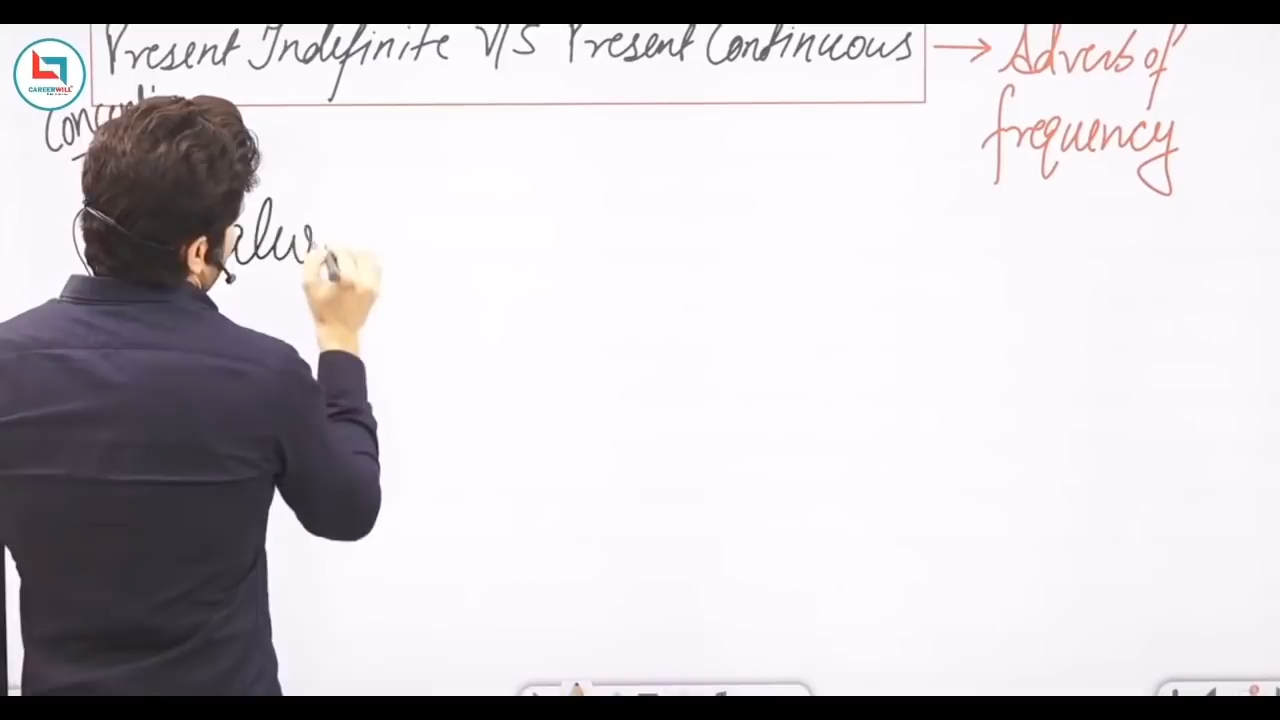 Present Indefinite V/S Present Continuous → Adverb of
frequency
CAREERWILL